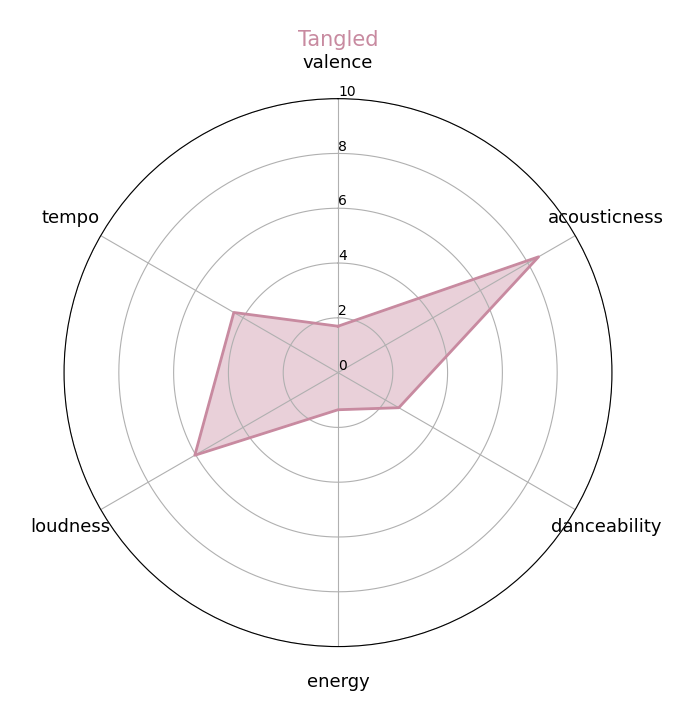 Tangled
valence
10
8
tempo
6
acousticness
4
2
0
loudness
danceability
energy